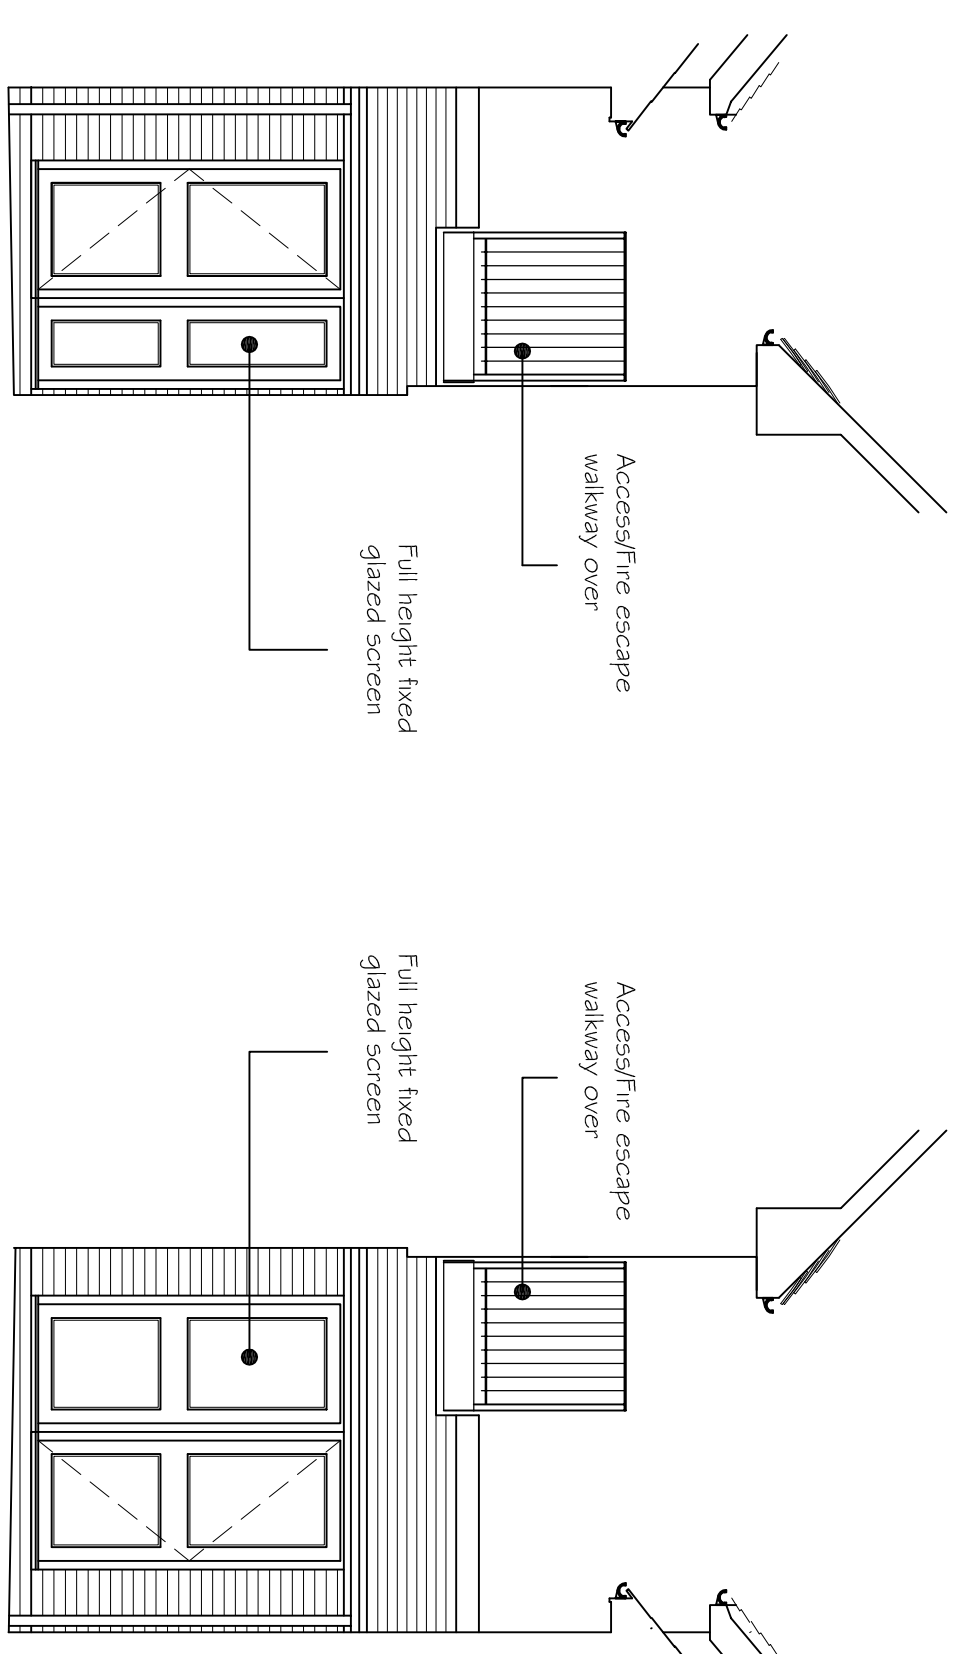 Access/Fire escape
walkway over
Full height fixed
glazed screen
Access/Fire escape
walkway over
Full height fixed
glazed screen